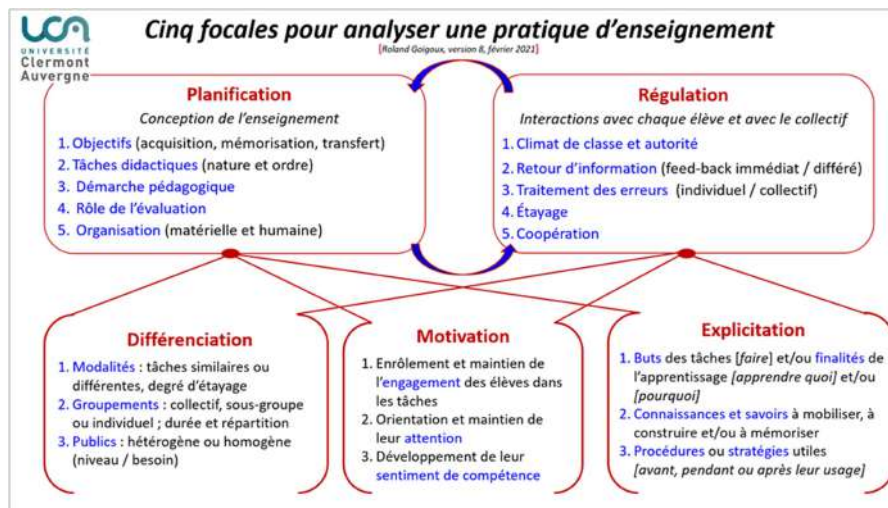 UCA
UNIVERSITÉ
Clermont
Auvergne
Cinq focales pour analyser une pratique d'enseignement
[Roland Goigoux, version 8, février 2021]
Planification
Conception de l'enseignement
1. Objectifs (acquisition, mémorisation, transfert)
2. Tâches didactiques (nature et ordre)
3. Démarche pédagogique
4. Rôle de l'évaluation
5. Organisation (matérielle et humaine)
Régulation
Interactions avec chaque élève et avec le collectif
1. Climat de classe et autorité
2. Retour d'information (feed-back immédiat / différé)
3. Traitement des erreurs (individuel / collectif)
4. Étayage
5. Coopération
Différenciation
1. Modalités : tâches similaires ou
différentes, degré d'étayage
2. Groupements : collectif, sous-groupe
ou individuel ; durée et répartition
3. Publics : hétérogène ou homogène
(niveau / besoin)
Motivation
1. Enrôlement et maintien de
l'engagement des élèves dans
les tâches
2. Orientation et maintien de
leur attention
3. Développement de leur
sentiment de compétence
Explicitation
1. Buts des tâches [faire] et/ou finalités de
l'apprentissage [apprendre quoi] et/ou
[pourquoi]
2. Connaissances et savoirs à mobiliser, à
construire et/ou à mémoriser
3. Procédures ou stratégies utiles
[avant, pendant ou après leur usage]